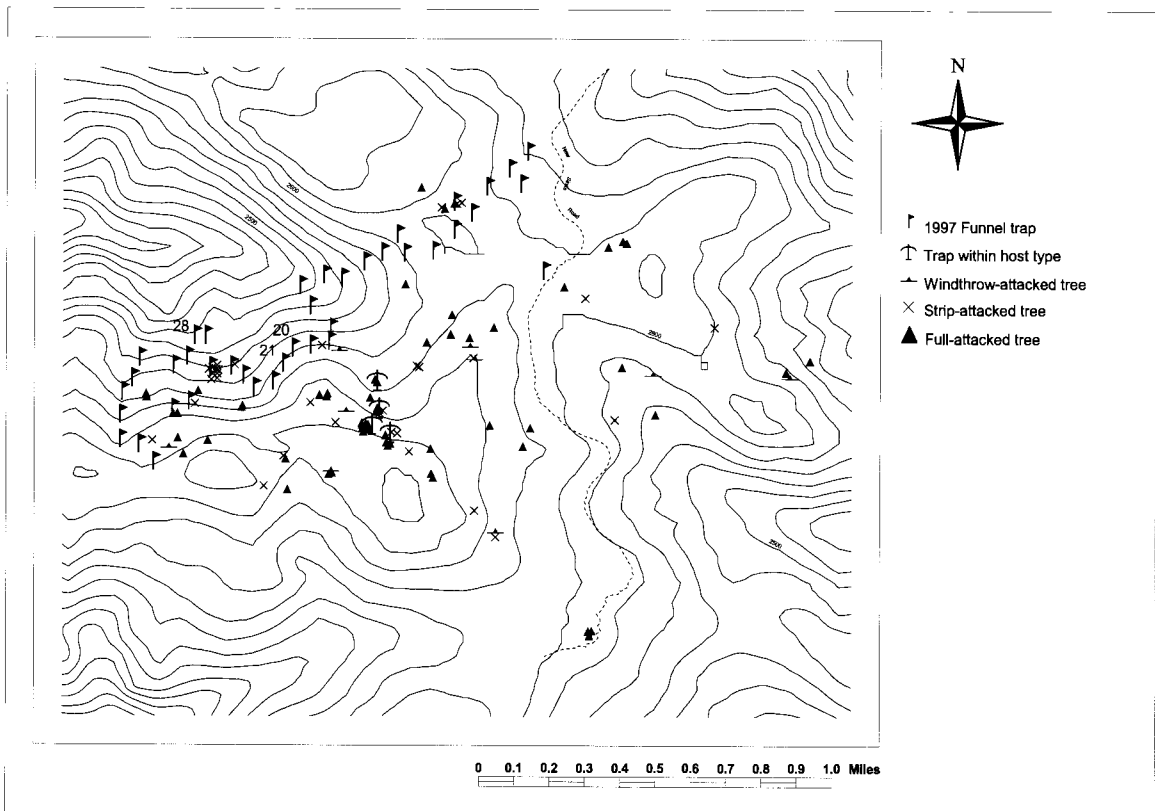 N
1997 Funnel trap
Trap within host type
Windthrow-attacked tree
Strip-attacked tree
Full-attacked tree
2600
2500
Road
28
20
21
2600
2500
0 0.1 0.2 0.3 0.4 0.5 0.6 0.7 0.8 0.9 1.0 Miles